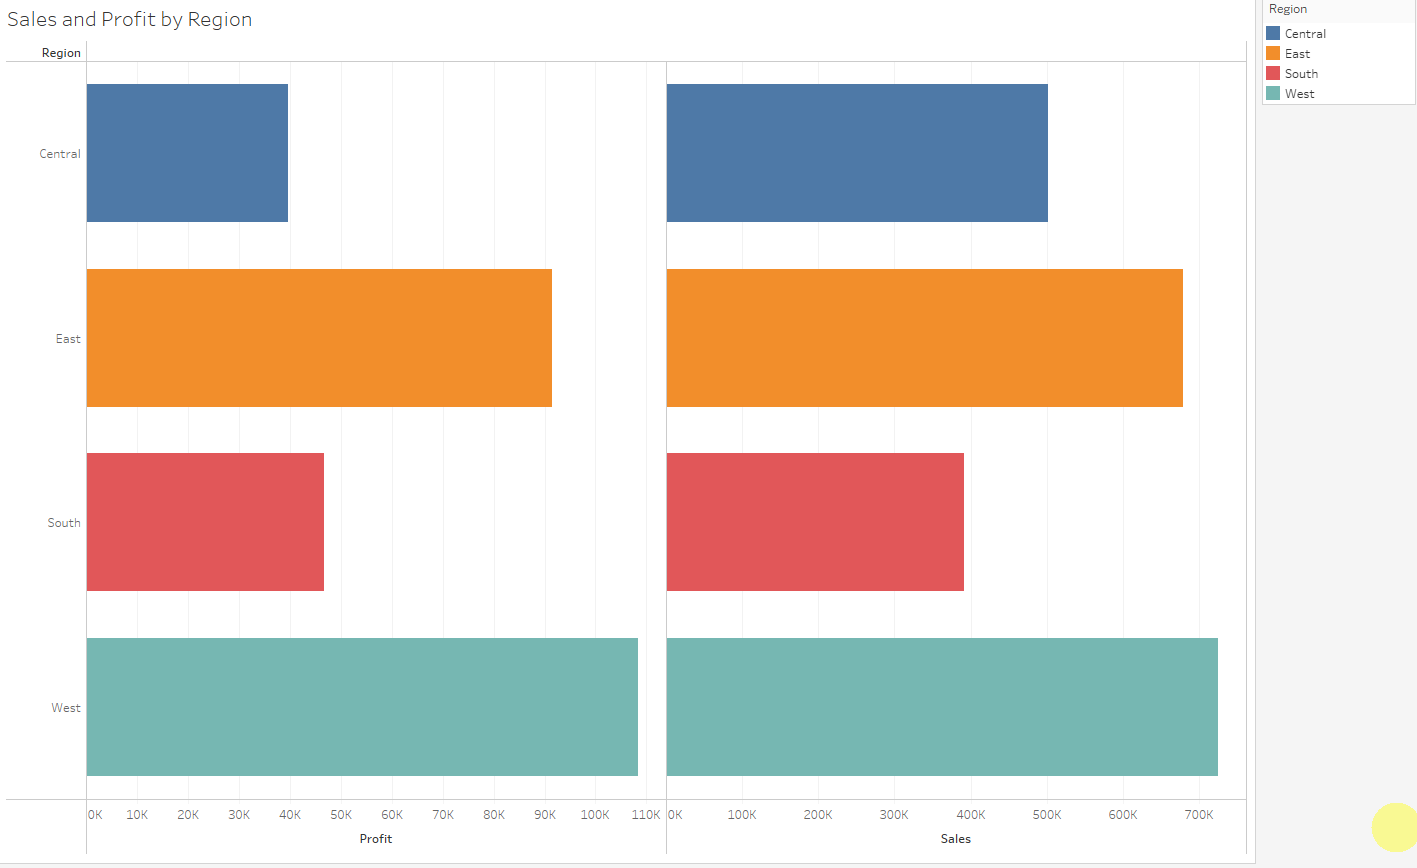 Sales and Profit by Region
Region
Central
East
South
West
0K 10K 20K 30K 40K 50K 60K 70K 80K 90K 100K 110K
Profit
0K 100K 200K 300K 400K 500K 600K 700K
Sales
Region
Central
East
South
West